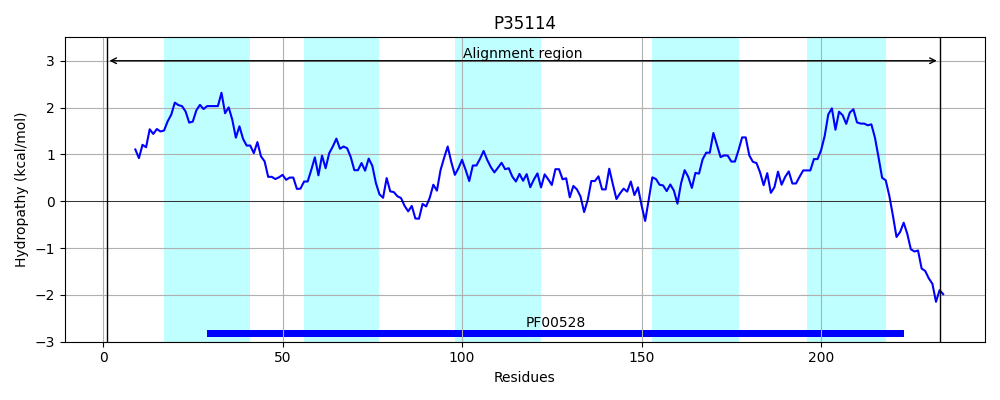 P35114
Alignment region
Hydropathy (kcal/mol)
3
2
1
0
−1
−2
−3
PF00528
0
50
100
150
200
Residues